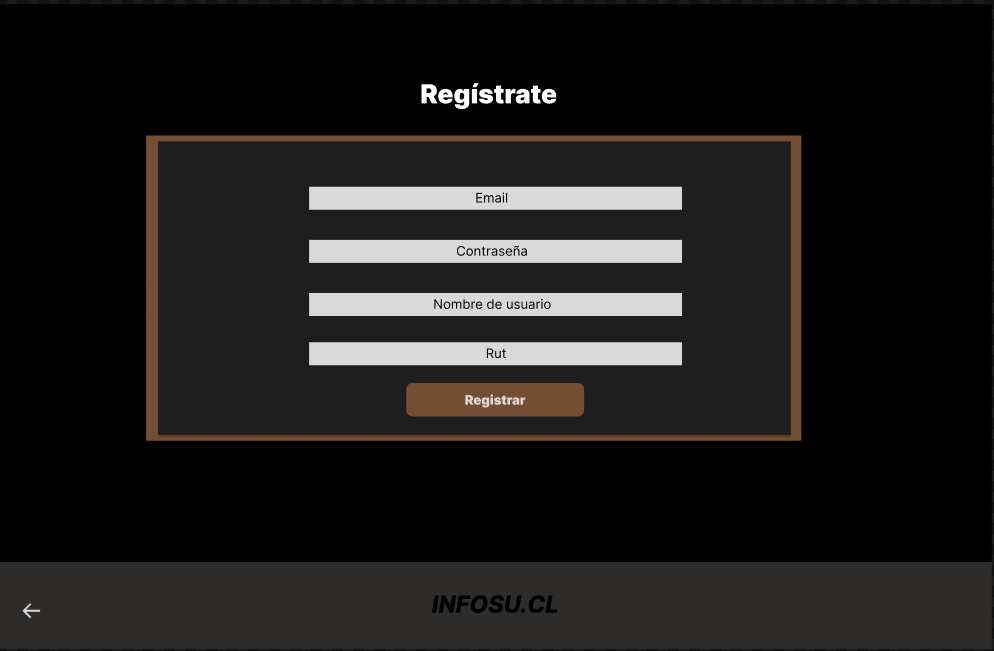 Regístrate
Email
Contraseña
Nombre de usuario
Rut
Registrar
INFOSU.CL